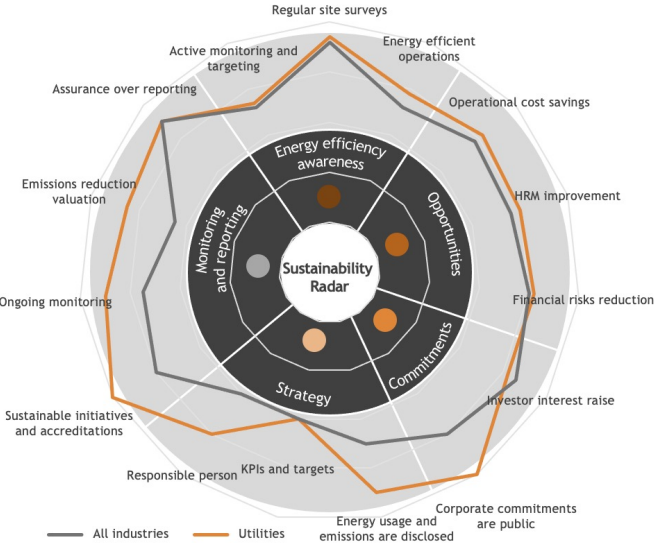 Regular site surveys
Energy efficient
operations
Active monitoring and
targeting
Assurance over reporting
Operational cost savings
Energy efficiency
awareness
Emissions reduction
valuation
HRM improvement
Monitoring
and reporting
Opportunities
Sustainability
Radar
Ongoing monitoring
Financial risks reduction
Commitments
Strategy
Investor interest raise
Sustainable initiatives
and accreditations
Responsible person
KPIs and targets
Corporate commitments
are public
Energy usage and
emissions are disclosed
All industries
Utilities